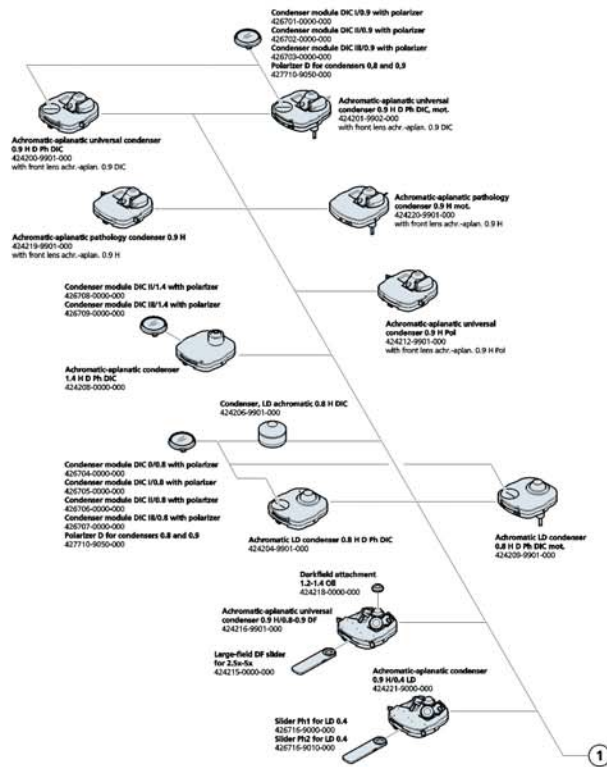 Condenser module DIC I/0.9 with polarizer
426701-0000-000
Condenser module DIC II/0.9 with polarizer
426702-0000-000
Condenser module DIC III/0.9 with polarizer
426703-0000-000
Polarizer D for condensers 0,8 and 0,9
427710-9050-000
Achromatic-aplanatic universal condenser
0.9 H D Ph DIC
424200-9901-000
with front lens achr.-aplan. 0.9 DIC
Achromatic-aplanatic universal
condenser 0.9 H D Ph DIC, mot.
424201-9902-000
with front lens achr.-aplan. 0.9 DIC
Achromatic-aplanatic pathology condenser 0.9 H
424219-9901-000
with front lens achr.-aplan. 0.9 H
Achromatic-aplanatic pathology
condenser 0.9 H mot.
424220-9901-000
with front lens achr.-aplan. 0.9 H
Achromatic-aplanatic universal
condenser 0.9 H Pol
424212-9901-000
with front lens achr.-aplan. 0.9 H Pol
Condenser module DIC II/1.4 with polarizer
426708-0000-000
Condenser module DIC III/1.4 with polarizer
426709-0000-000
Achromatic-aplanatic condenser
1.4 H D Ph DIC
424208-0000-000
Condenser, LD achromatic 0.8 H DIC
424206-9901-000
Condenser module DIC 0/0.8 with polarizer
426704-0000-000
Condenser module DIC I/0.8 with polarizer
426705-0000-000
Condenser module DIC II/0.8 with polarizer
426706-0000-000
Condenser module DIC III/0.8 with polarizer
426707-0000-000
Polarizer D for condensers 0.8 and 0,9
427710-9050-000
Achromatic LD condenser 0.8 H D Ph DIC
424204-9901-000
Achromatic LD condenser
0.8 H D Ph DIC mot.
424209-9901-000
Darkfield attachment
1.2-1.4 Oil
424218-0000-000
Achromatic-aplanatic universal
condenser 0.9 H/0.8-0.9 DF
424216-9901-000
Large-field DF slider
for 2.5x-5x
424215-0000-000
Achromatic-aplanatic condenser
0.9 H/0.4 LD
424221-9000-000
Slider Ph1 for LD 0.4
426716-9000-000
Slider Ph2 for LD 0.4
426716-9010-000
1